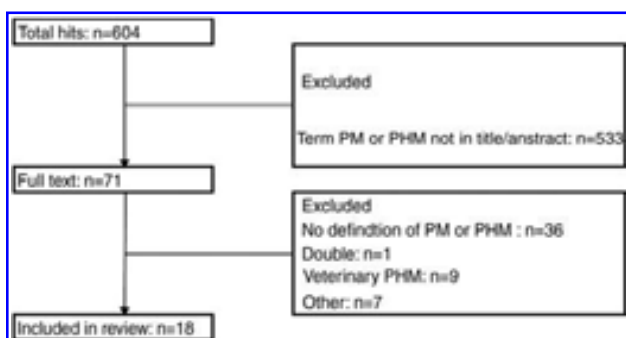 Total hits: n=604
Excluded
Term PM or PHM not in title/anstract: n=533
Full text: n=71
Excluded
No defindtion of PM or PHM : n=36
Double: n=1
Veterinary PHM: n=9
Other: n=7
Included in review: n=18